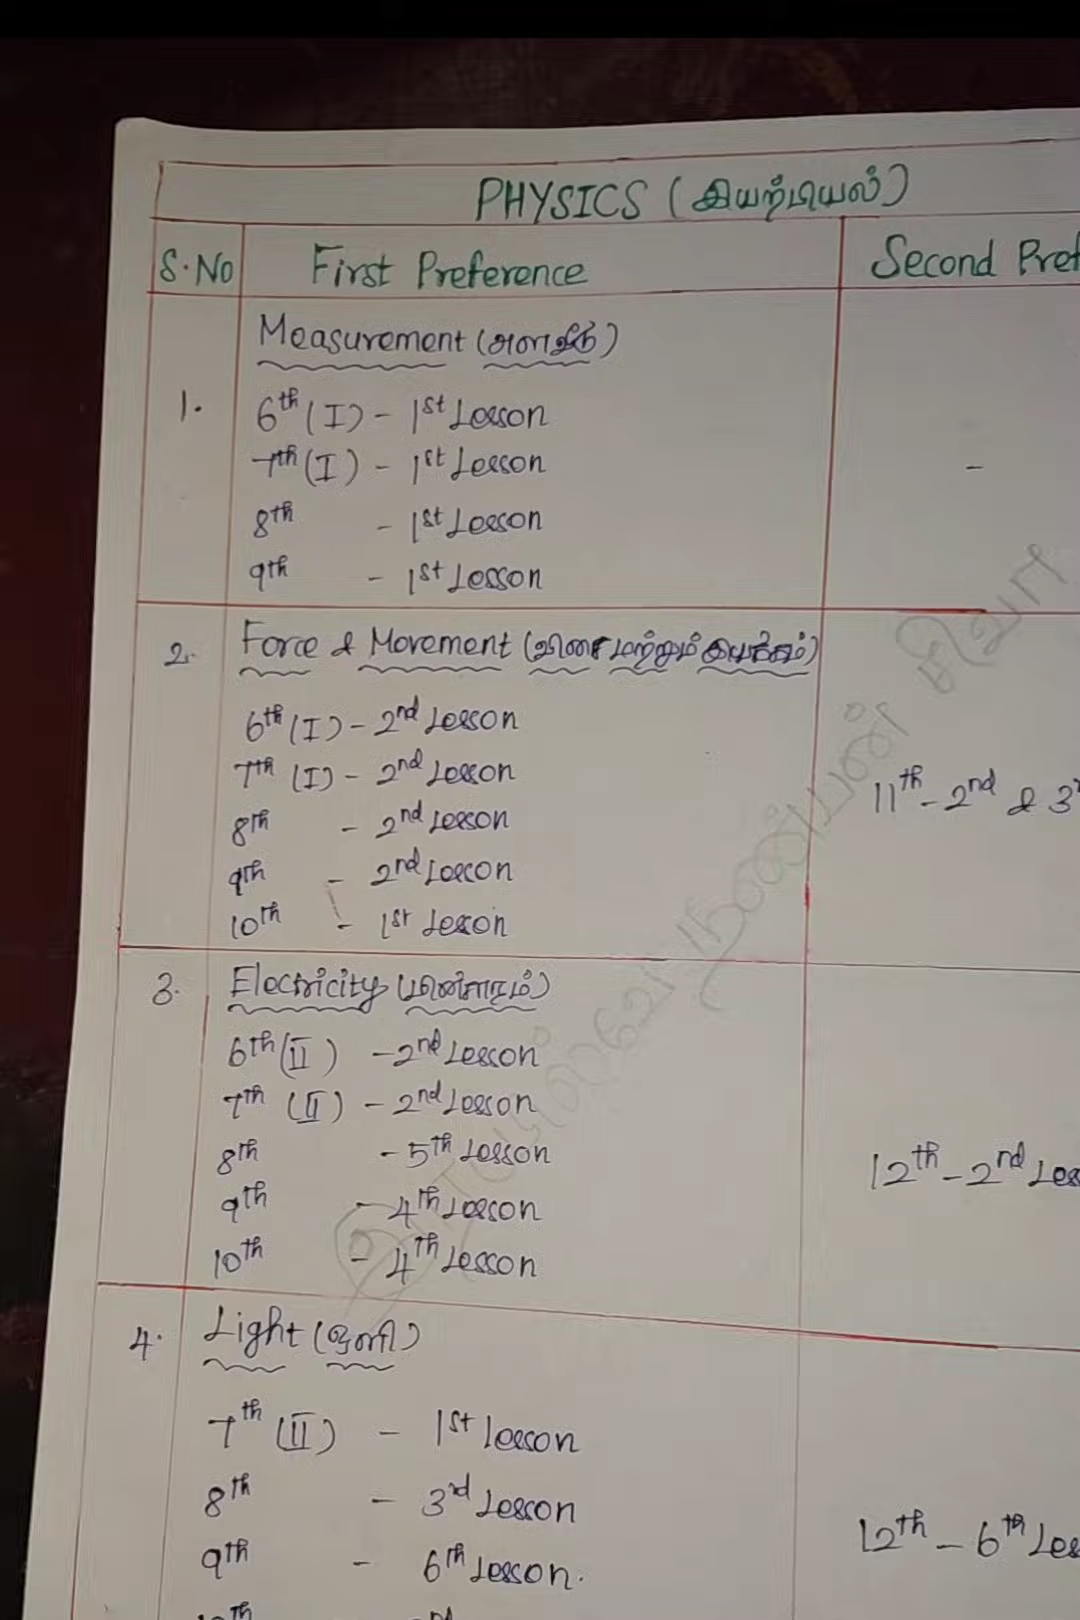 PHYSICS (இயற்பியல்)
S.No First Preference Second Pref
Measurement (அளவீடு)
1.
6th (I) - 1st Lesson
7th (I) - 1st Lesson
-
8th - 1st Lesson
9th - 1st Lesson
2. Force & Movement (விசை மற்றும் இயக்கம்)
6th (I) - 2nd Lesson
7th (I) - 2nd Lesson
11th - 2nd & 3r
8th - 2nd Lesson
9th - 2nd Lesson
10th - 1st Lesson
3. Electricity (மின்சாரம்)
6th (II) - 2nd Lesson
7th (II) - 2nd Lesson
8th - 5th Lesson
12th - 2nd Les
9th - 4th Lesson
10th - 4th Lesson
4. Light (ஒளி)
7th (II) - 1st Lesson
8th - 3rd Lesson
12th - 6th Les
9th - 6th Lesson.